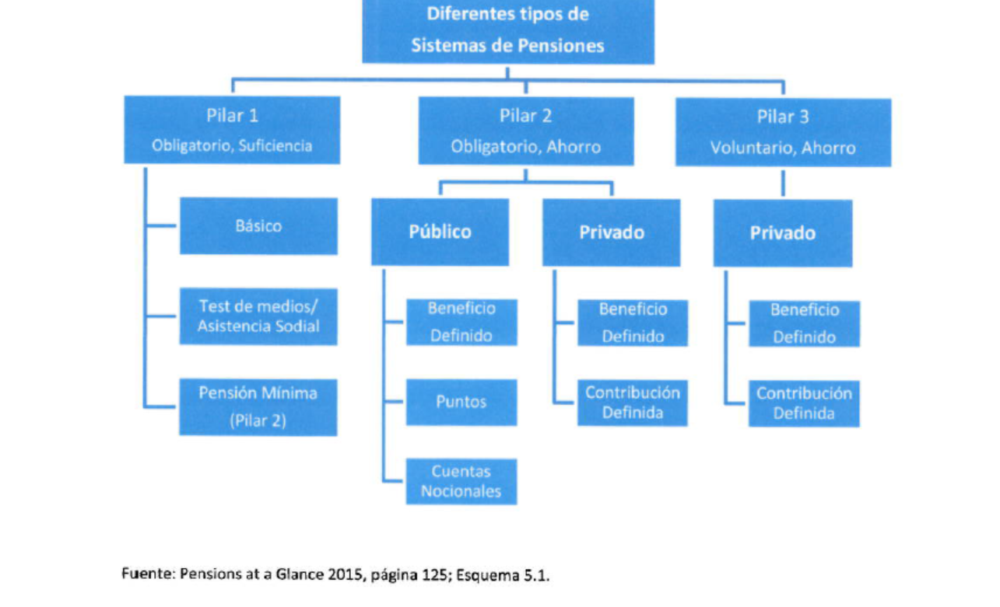 Diferentes tipos de
Sistemas de Pensiones
Pilar 1
Obligatorio, Suficiencia
Pilar 2
Obligatorio, Ahorro
Pilar 3
Voluntario, Ahorro
Básico
Test de medios/
Asistencia Sodial
Pensión Mínima
(Pilar 2)
Público
Beneficio
Definido
Puntos
Cuentas
Nocionales
Privado
Beneficio
Definido
Contribución
Definida
Privado
Beneficio
Definido
Contribución
Definida
Fuente: Pensions at a Glance 2015, página 125; Esquema 5.1.